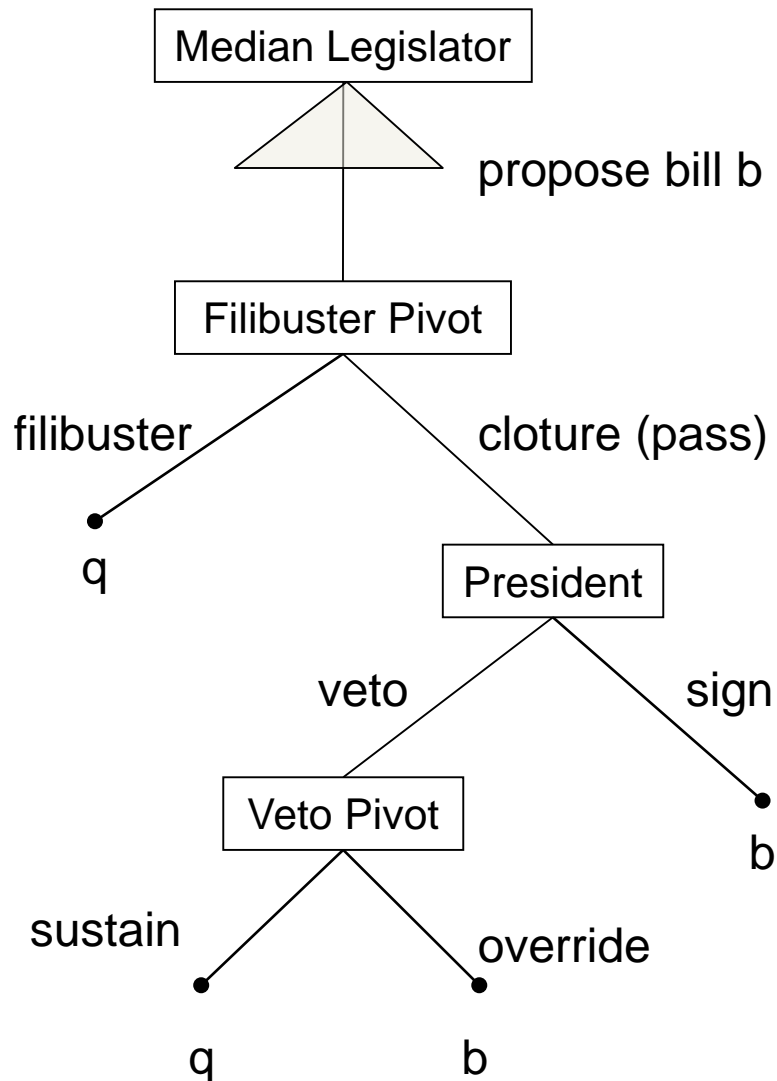 Median Legislator
propose bill b
Filibuster Pivot
filibuster
cloture (pass)
q
President
veto
sign
Veto Pivot
b
sustain
override
q
b